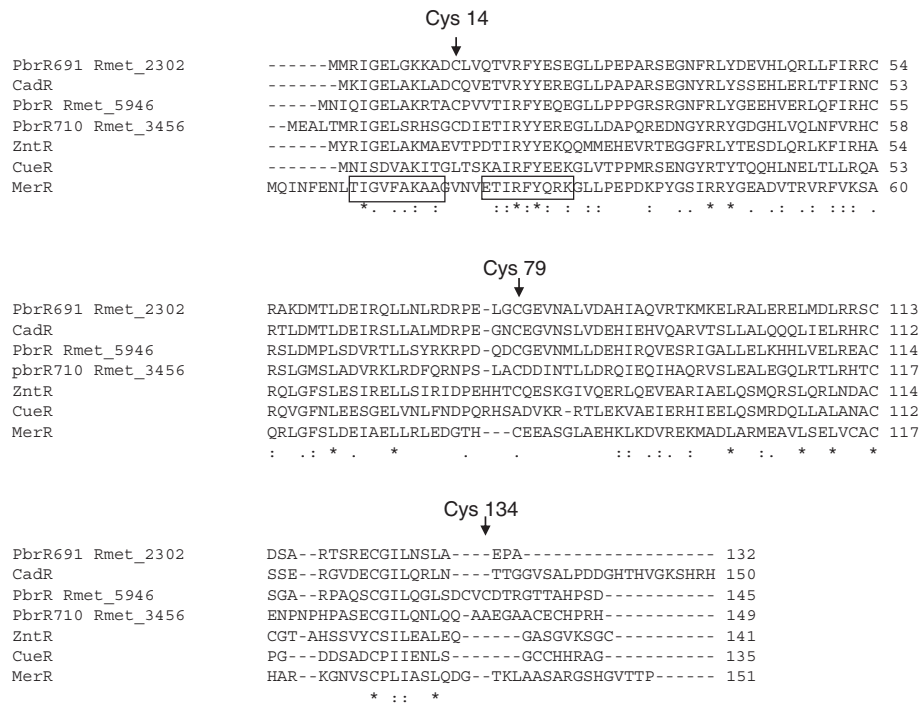 Cys 14
PbrR691 Rmet_2302 ------MMRIGELGKKADCLVQTVRFYESEGLLPEPARSEGNFRLYDEVHLQRLLFIRRC 54
CadR -------MKIGELAKLADCQVETVRYYEREGLLPEPARSEGNYRLYSSEHLERLLFIRNC 53
PbrR Rmet_5946 -----MNIQIGELAKRTACPVVTIRFYEQEGLLPPPGRSRGNFRLYGEEHVERLQFIRHC 55
PbrR710 Rmet_3456 --MEALTMRIGELSRHSGCDIETIRYYEREGLLDAPQREDNGYRRYGDGHLVQLNFVRHC 58
ZntR ------MYRIGELAKMAEVTPDTIRYYEKQQMMEHEVRTEGGFRLYTESDLQRLKFIRHA 54
CueR -------MNISDVAKITGLTSKAIRFYEEKGLVTPPMRSENGYRTYTQQHLNELTLLRQA 53
MerR MQINFENLTIGVFAKAAGVNVETIRFYQRKGLLPEPDKPYGSIRRYGEADVTRVRFVKSA 60
*. ..: : ::*:*: : :: : .. * * .: .: ::: .
Cys 79
PbrR691 Rmet_2302 RAKDMTLDEIRQLLNLRDRPE-LGCGEVNALVDAHIAQVRTKMKELRALERELMDLRRSC 113
CadR RTLDMTLDEIRSLLALMDRPE-GNCEGVNSLVDEHIEHVQARVTSLLALQQQLIELRHRC 112
PbrR Rmet_5946 RSLDMPLSDVRTLLSYRKRPD-QDCGEVNMLLDEHIRQVESRIGALLELKHHLVELREAC 114
pbrR710 Rmet_3456 RSLGMSLADVRKLRDFQRNPS-LACDDINTLLDRQIEQIHAQRVSLEALEGQLRTLRHTC 117
ZntR RQLGFSLESIRELLSIRIDPEHHTCQESKGIVQERLQEVEARIAELQSMQRSLQRLNDAC 114
CueR RQVGFNLEESGELVNLFNDPQRHSADVKR-RTLEKVAEIERHIEELQSMRDQLLALANAC 112
MerR QRLGFSLDEIAELLRLEDGTH---CEEASGLAEHKLKDVREKMADLARMEAVLSELVCAC 117
: .: * . * . . :: .:. : * :. * * *
Cys 134
PbrR691 Rmet_2302 DSA--RTSRECGILNSLA----EPA------------------- 132
CadR SSE--RGVDECGILQRLN----TTGGVSALPDDGHTHVGKSHRH 150
PbrR Rmet_5946 SGA--RPAQSCGILQGLSDCVCDTRGTTAHPSD----------- 145
PbrR710 Rmet_3456 ENPNPHPASECGILQNLQQ-AAEGAACECHPRH----------- 149
ZntR CGT-AHSSVYCSILEALEQ-------GASGVKSGC--------- 141
CueR PG---DDSADCPIIENLS-------GCCHHRAG----------- 135
MerR HAR--KGNVSCPLIASLQDG--TKLAASARGSHGVTTP------ 151
* :: *